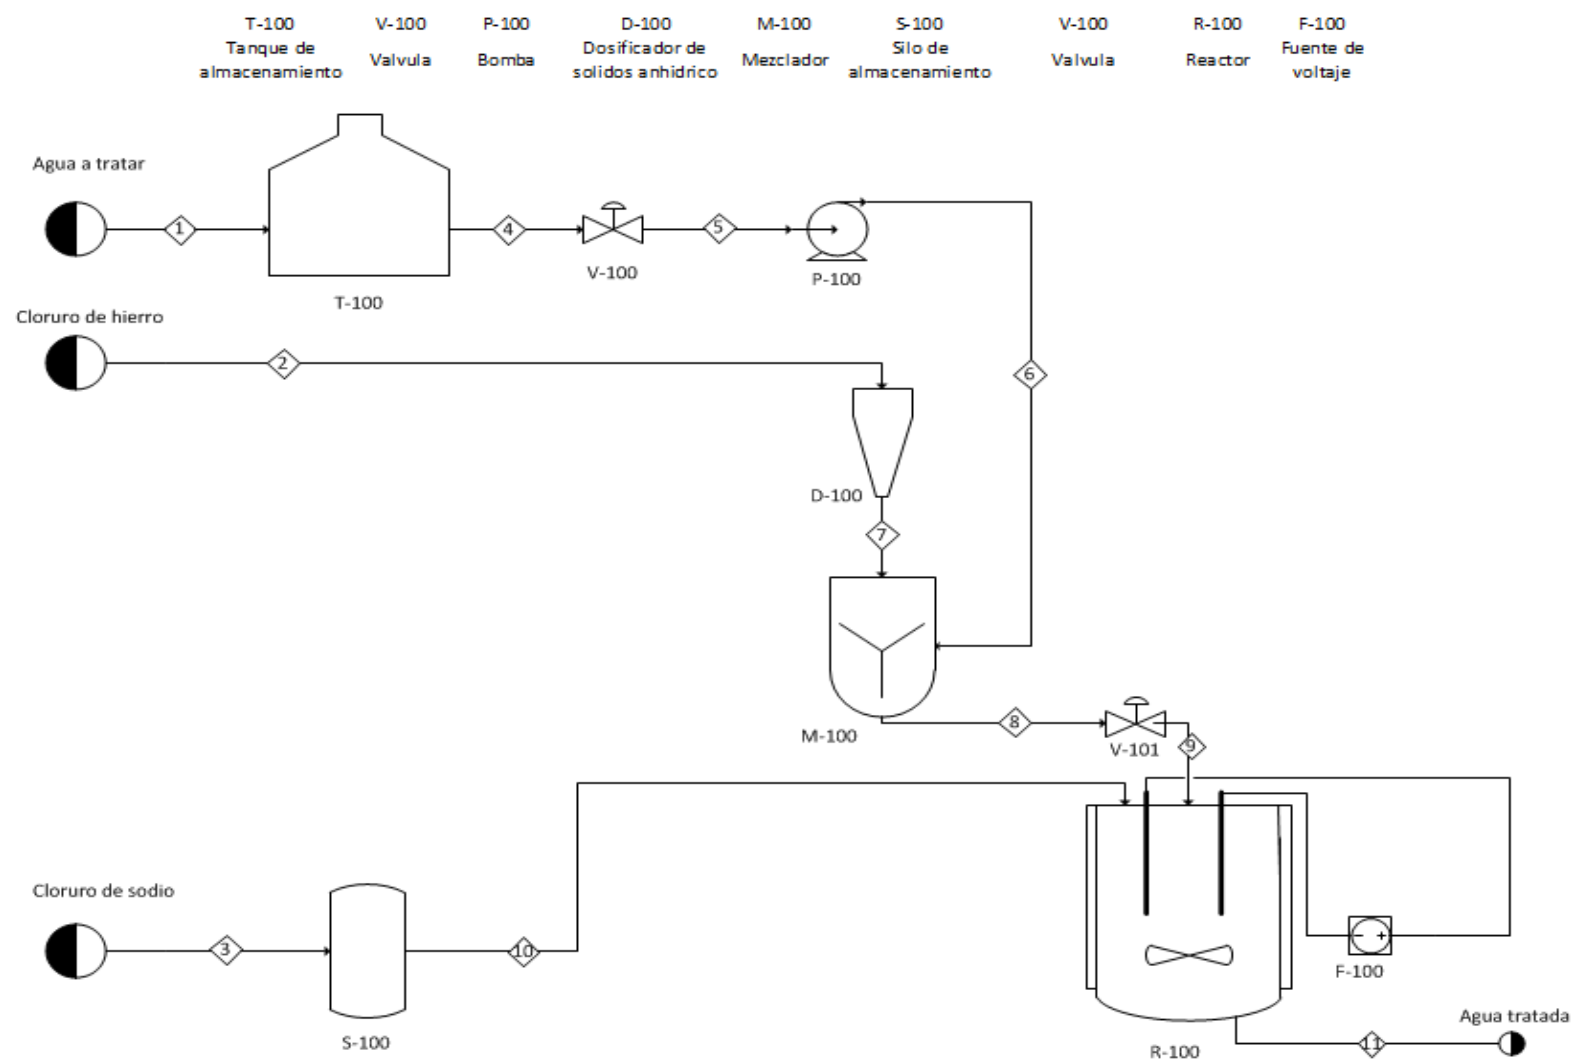 T-100 V-100 P-100 D-100 M-100 S-100 V-100 R-100 F-100
Tanque de almacenamiento
Valvula
Bomba
Dosificador de solidos anhidrico
Mezclador
Silo de almacenamiento
Valvula
Reactor
Fuente de voltaje
Agua a tratar
1
4
5
V-100
P-100
T-100
Cloruro de hierro
2
6
D-100
7
M-100
8
V-101
9
Cloruro de sodio
3
10
S-100
F-100
Agua tratada
11
R-100